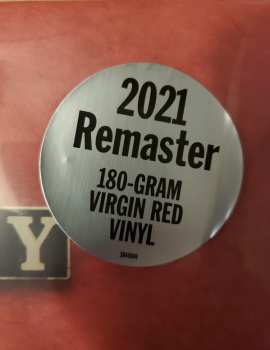 2021
Remaster
180-GRAM
VIRGIN RED
VINYL
Y